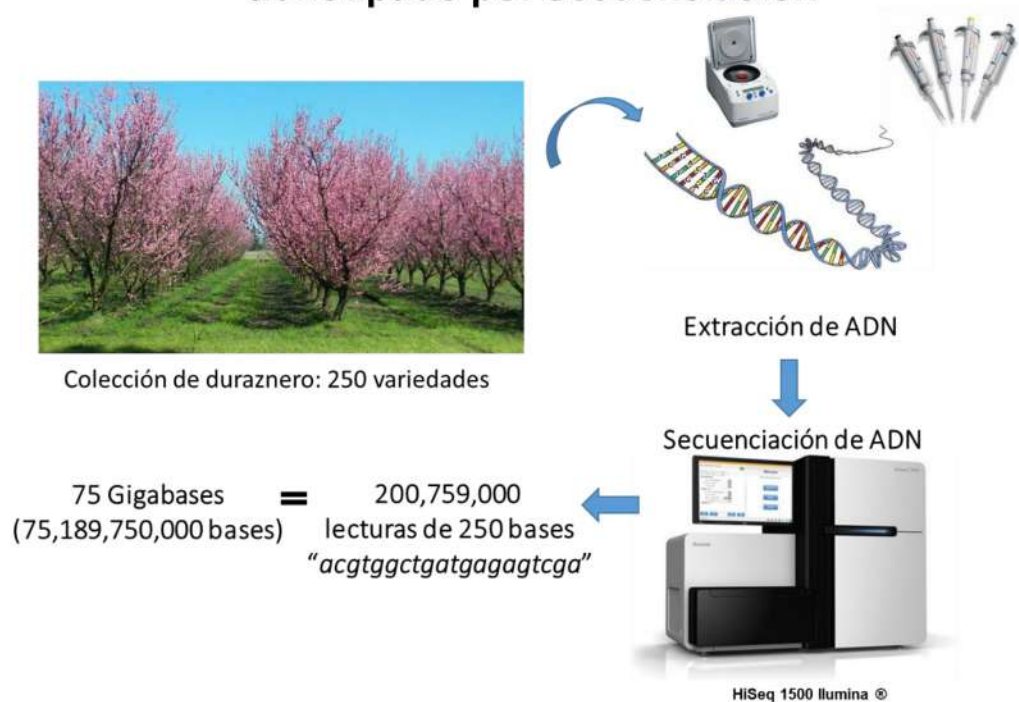 Colección de duraznero: 250 variedades
Extracción de ADN
Secuenciación de ADN
75 Gigabases
(75,189,750,000 bases)
=
200,759,000
lecturas de 250 bases
“acgtggctgatgagagtcga”
HiSeq 1500 Ilumina ®